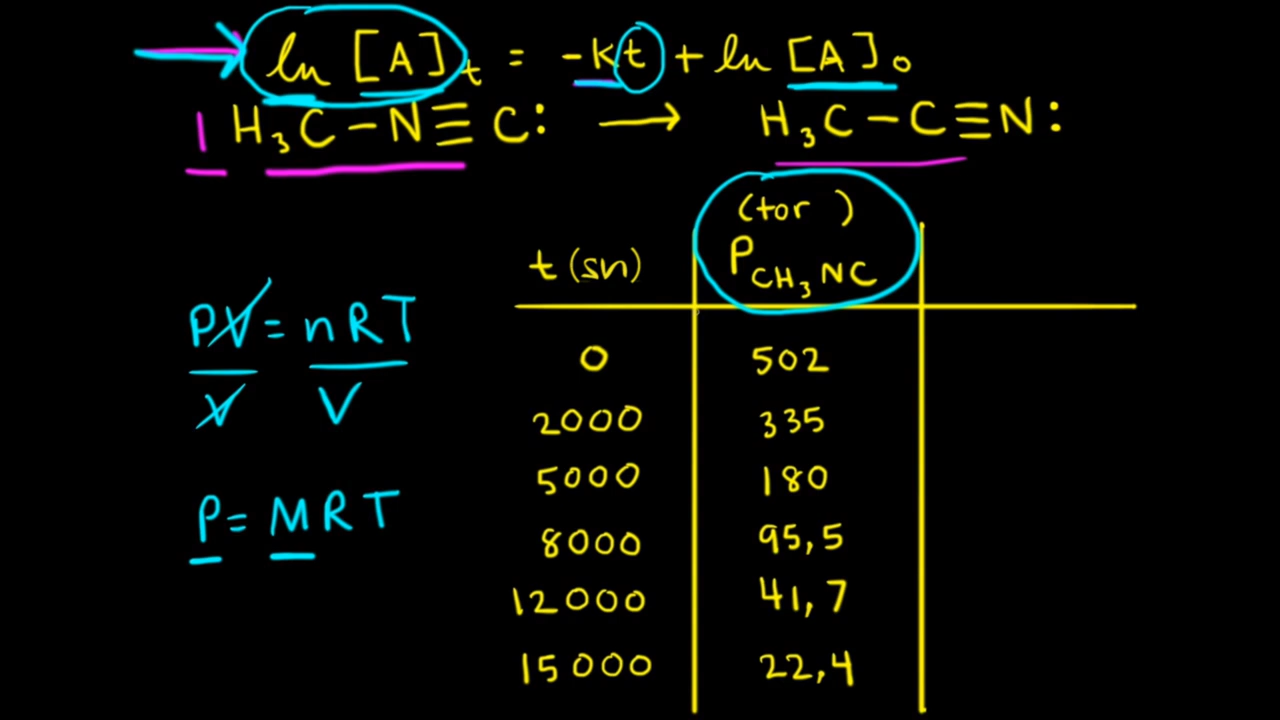 ln [A]ₜ = -kt + ln [A]₀
1 H₃C-N≡C: → H₃C-C≡N:
t (sn) (tor ) P CH₃NC
PV = nRT
V V
P = MRT
0 502
2000 335
5000 180
8000 95,5
12000 41,7
15000 22,4